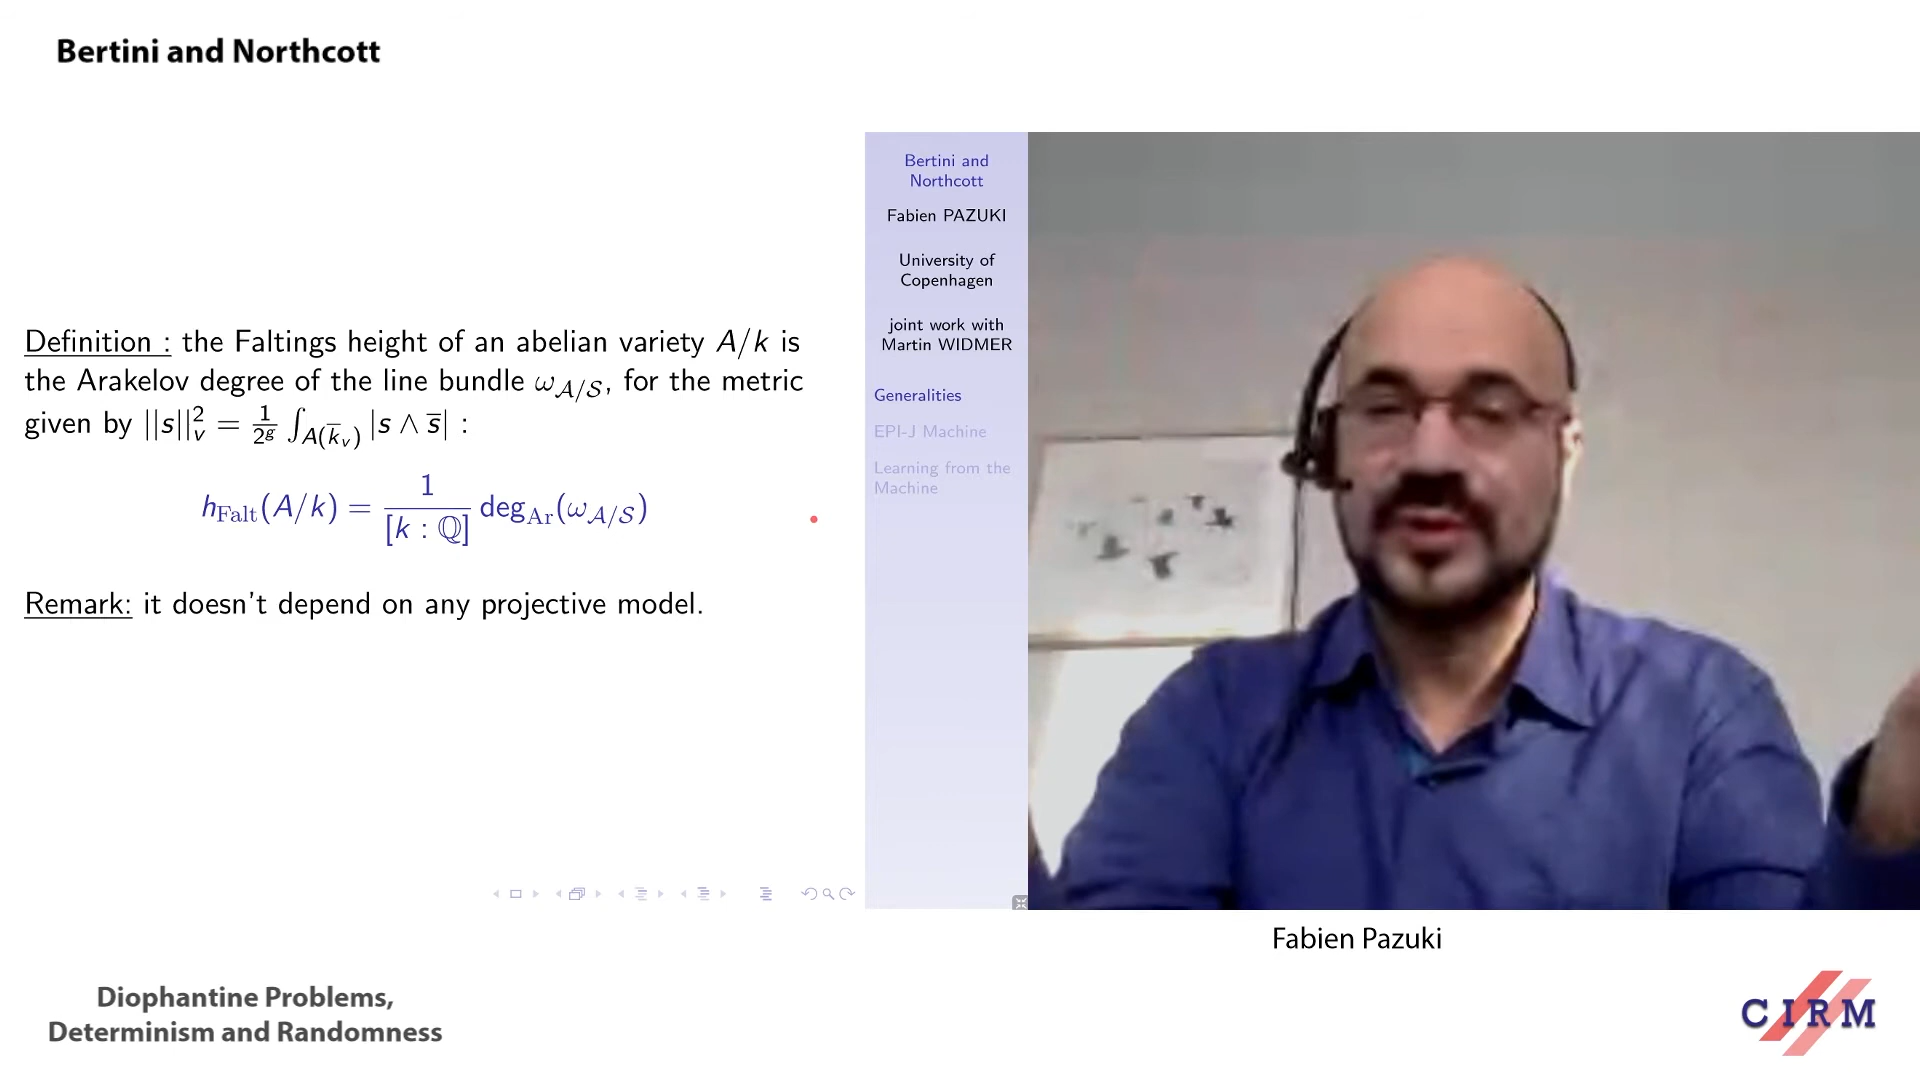 Bertini and Northcott
Definition : the Faltings height of an abelian variety A/k is
the Arakelov degree of the line bundle ω_{𝒜/𝒮}, for the metric
given by ||s||²_v = 1/2^g ∫_{A(k̅_v)} |s ∧ s̅| :
h_Falt(A/k) = 1/[k : ℚ] deg_Ar(ω_{𝒜/𝒮})
Remark: it doesn't depend on any projective model.
Bertini and
Northcott
Fabien PAZUKI
University of
Copenhagen
joint work with
Martin WIDMER
Generalities
EPI-J Machine
Learning from the
Machine
Fabien Pazuki
Diophantine Problems,
Determinism and Randomness
CIRM